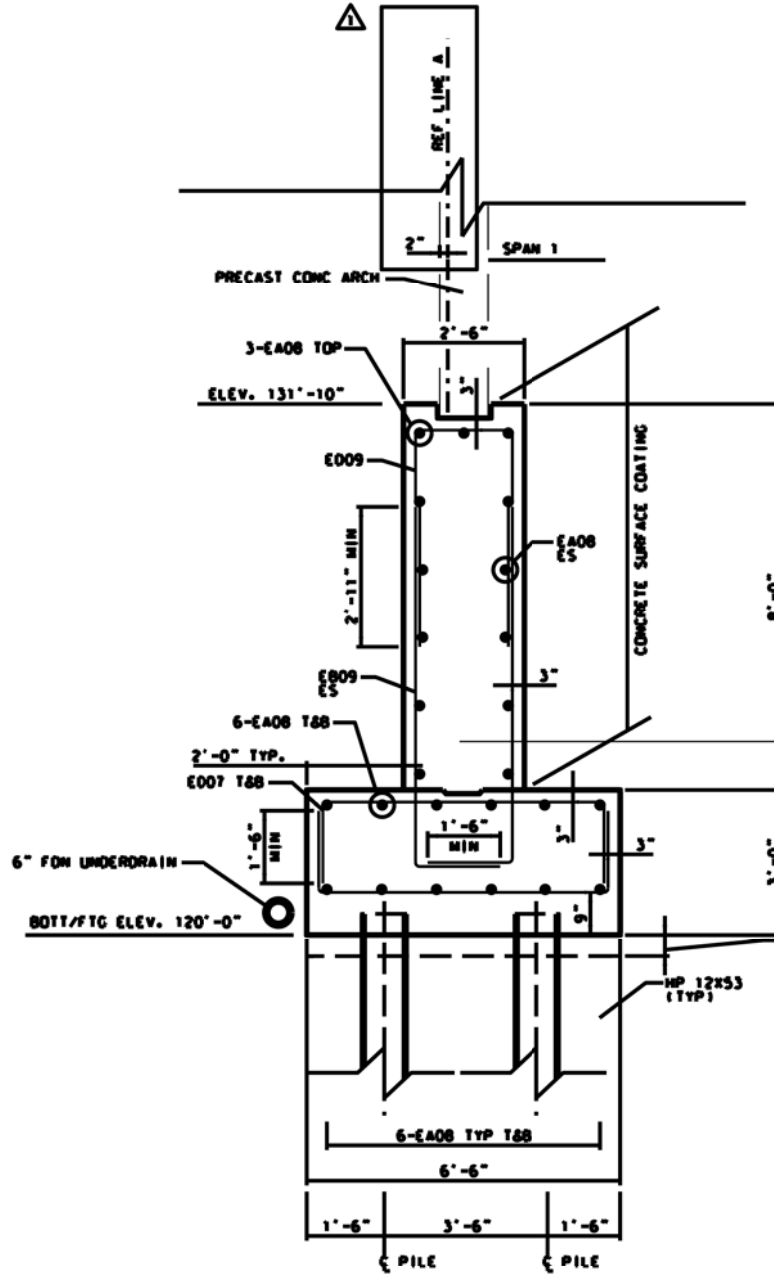 1
REF. LINE A
2"
SPAN 1
PRECAST CONC ARCH
2'-6"
3-EA08 TOP
3"
ELEV. 131'-10"
ED09
CONCRETE SURFACE COATING
2'-11" MIN
EA08
ES
EB09
ES
3"
6-EA08 T&B
2'-0" TYP.
ED07 T&B
1'-6"
MIN
1'-6"
MIN
3"
3"
6" FDN UNDERDRAIN
9"
BOTT/FTG ELEV. 120'-0"
HP 12X53
(TYP)
6-EA08 TYP T&B
6'-6"
1'-6"
3'-6"
1'-6"
℄ PILE
℄ PILE